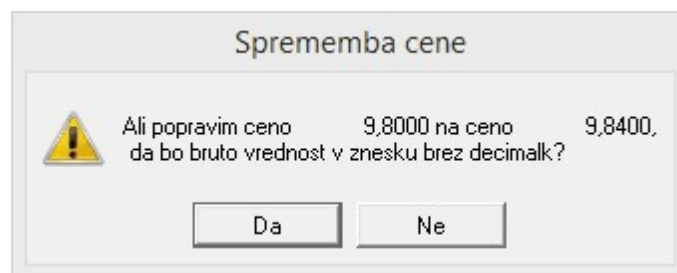 Sprememba cene
Ali popravim ceno 9,8000 na ceno 9,8400,
da bo bruto vrednost v znesku brez decimalk?
Da
Ne